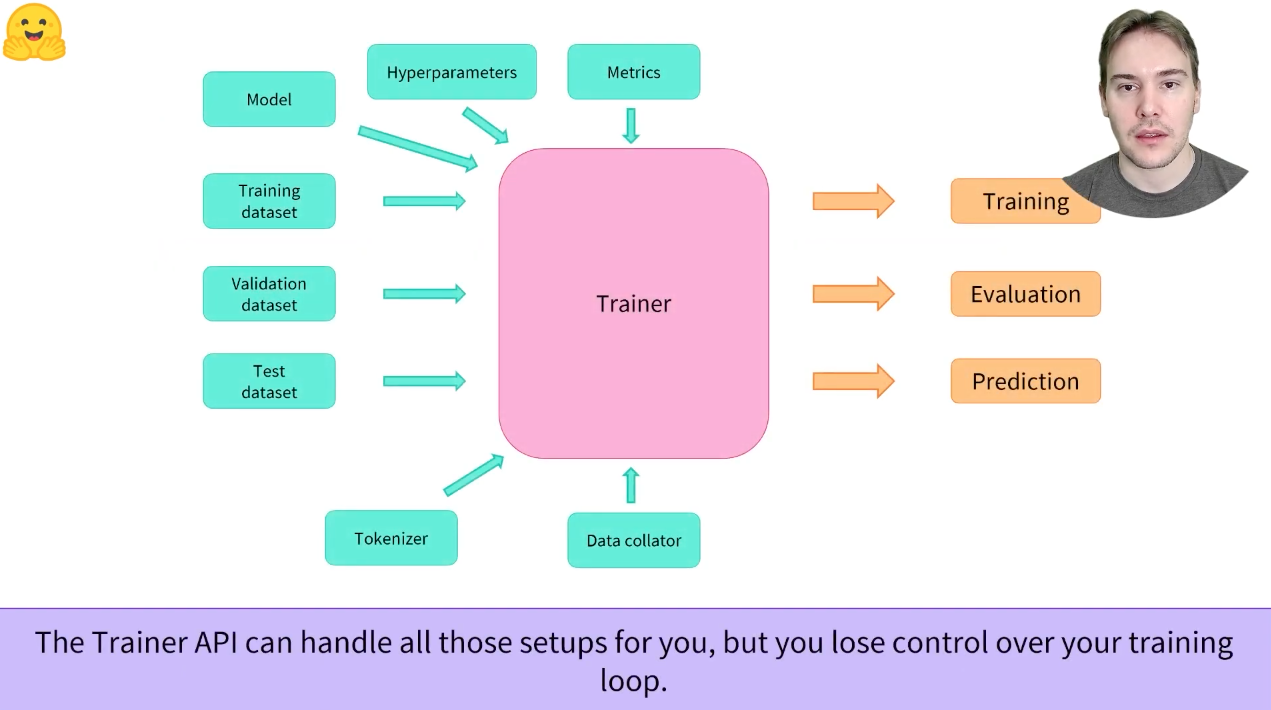 Hyperparameters
Metrics
Model
Training
dataset
Training
Validation
dataset
Trainer
Evaluation
Test
dataset
Prediction
Tokenizer
Data collator
The Trainer API can handle all those setups for you, but you lose control over your training
loop.